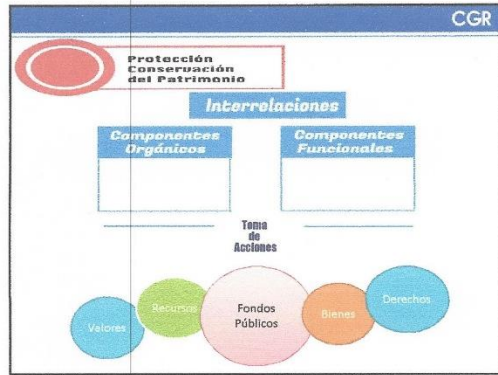 CGR
Protección
Conservación
del Patrimonio
Interrelaciones
Componentes
Orgánicos
Componentes
Funcionales
Toma
de
Acciones
Valores
Recursos
Fondos
Públicos
Bienes
Derechos